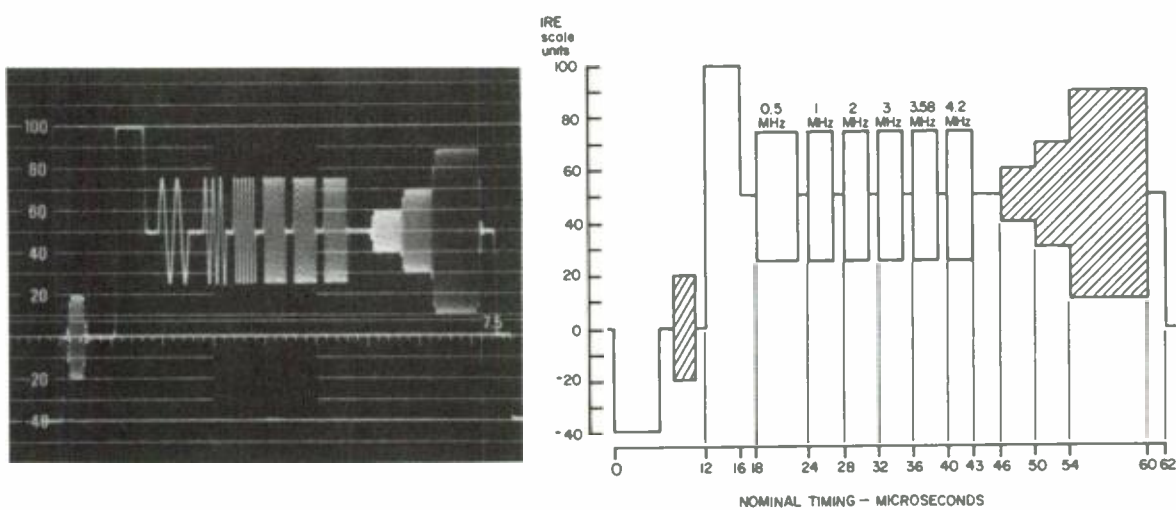 100
80
60
40
20
0
20
40
7.5
IRE
scale
units
100
80
60
40
20
0
-20
-40
0.5 1 2 3 3.58 4.2
MHz MHz MHz MHz MHz MHz
0 12 16 18 24 28 32 36 40 43 46 50 54 60 62
NOMINAL TIMING — MICROSECONDS